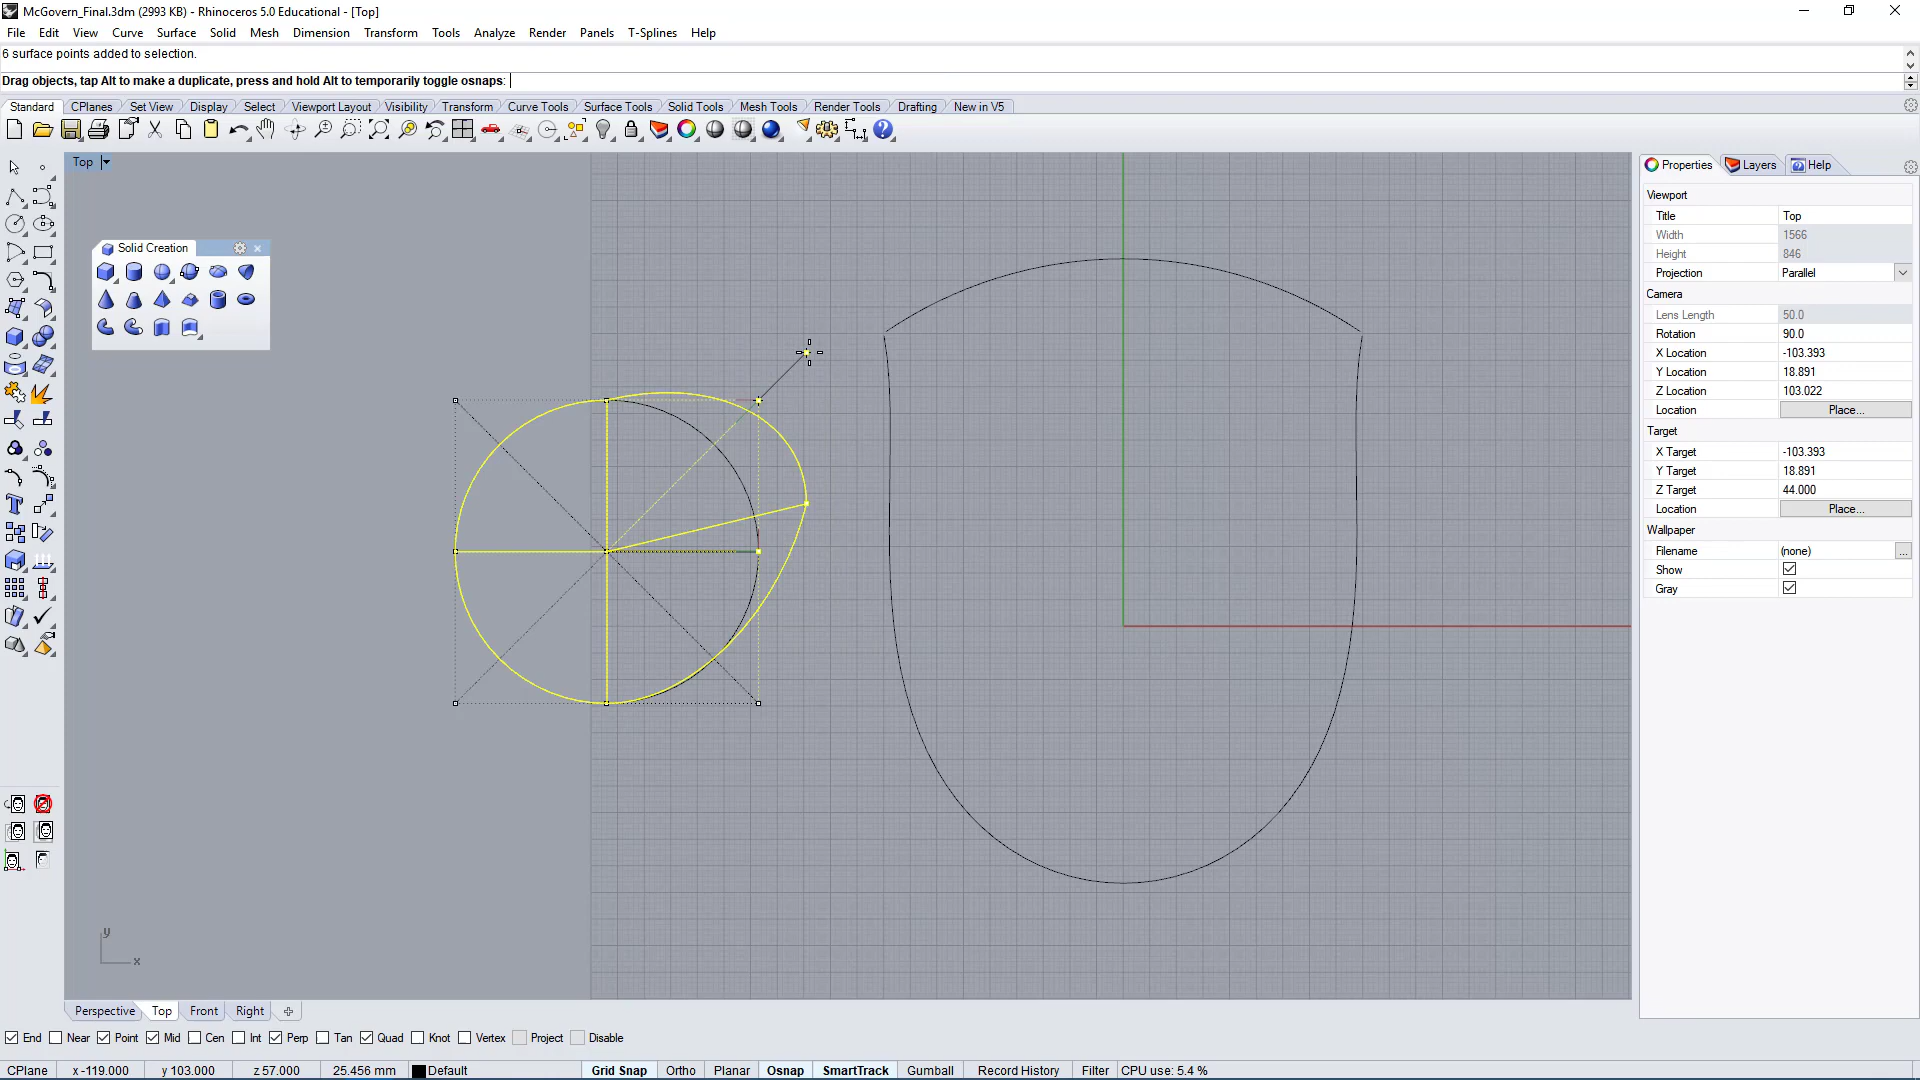 McGovern_Final.3dm (2993 KB) - Rhinoceros 5.0 Educational - [Top]
File Edit View Curve Surface Solid Mesh Dimension Transform Tools Analyze Render Panels T-Splines Help
6 surface points added to selection.
Drag objects, tap Alt to make a duplicate, press and hold Alt to temporarily toggle osnaps:
Standard CPlanes Set View Display Select Viewport Layout Visibility Transform Curve Tools Surface Tools Solid Tools Mesh Tools Render Tools Drafting New in V5
Top
Solid Creation
Properties Layers Help
Viewport
Title Top
Width 1566
Height 846
Projection Parallel
Camera
Lens Length 50.0
Rotation 90.0
X Location -103.393
Y Location 18.891
Z Location 103.022
Location Place...
Target
X Target -103.393
Y Target 18.891
Z Target 44.000
Location Place...
Wallpaper
Filename (none) ...
Show
Gray
y
x
Perspective Top Front Right
End Near Point Mid Cen Int Perp Tan Quad Knot Vertex Project Disable
CPlane x -119.000 y 103.000 z 57.000 25.456 mm Default Grid Snap Ortho Planar Osnap SmartTrack Gumball Record History Filter CPU use: 5.4 %